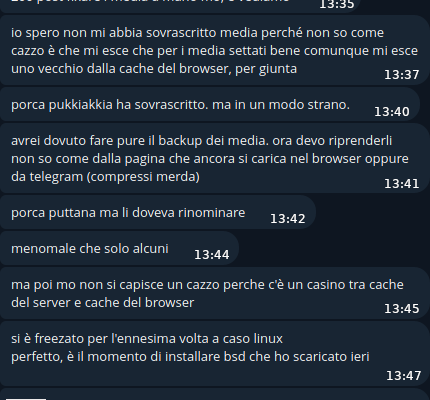 13:35
io spero non mi abbia sovrascritto media perché non so come
cazzo è che mi esce che per i media settati bene comunque mi esce
uno vecchio dalla cache del browser, per giunta
13:37
porca pukkiakkia ha sovrascritto. ma in un modo strano.
13:40
avrei dovuto fare pure il backup dei media. ora devo riprenderli
non so come dalla pagina che ancora si carica nel browser oppure
da telegram (compressi merda)
13:41
porca puttana ma li doveva rinominare
13:42
menomale che solo alcuni
13:44
ma poi mo non si capisce un cazzo perche c'è un casino tra cache
del server e cache del browser
13:45
si è freezato per l'ennesima volta a caso linux
perfetto, è il momento di installare bsd che ho scaricato ieri
13:47